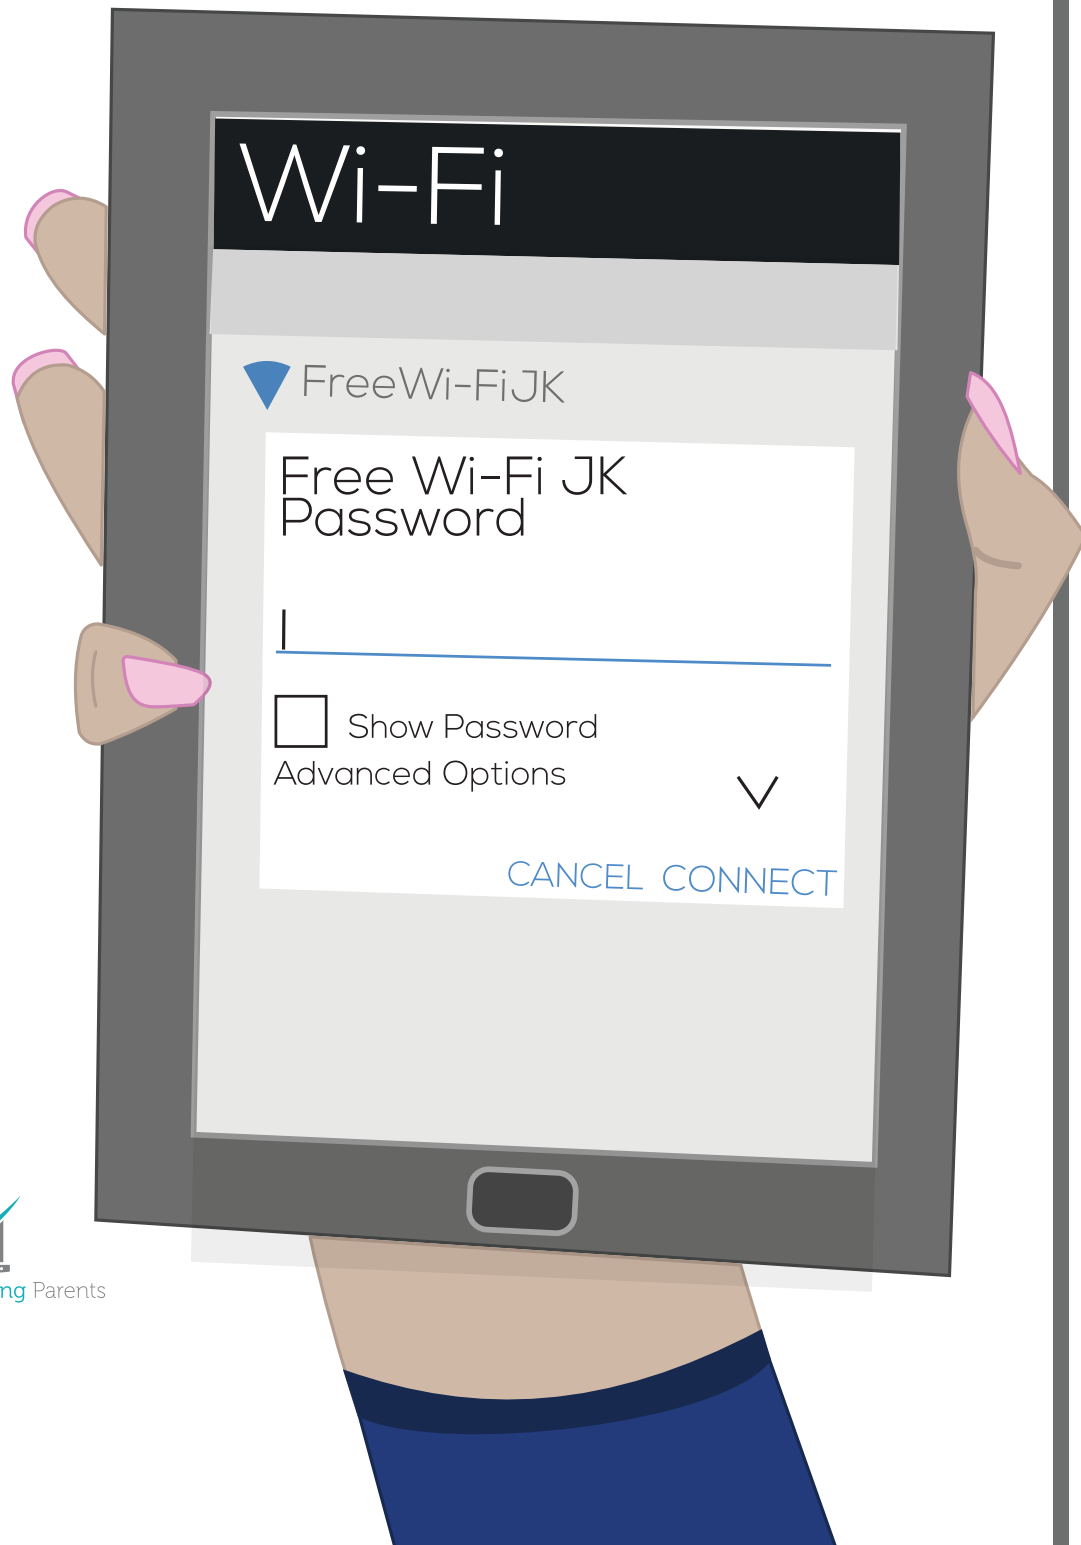 Wi-Fi
FreeWi-FiJK
Free Wi-Fi JK
Password
Show Password
Advanced Options
CANCEL CONNECT
ng Parents